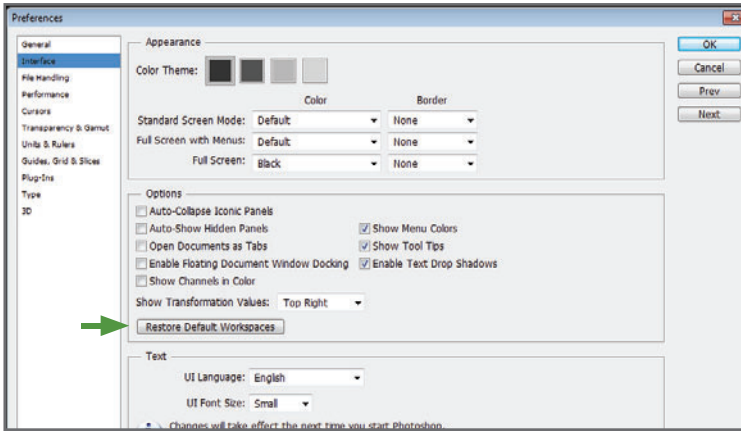 Preferences
General
Interface
File Handling
Performance
Cursors
Transparency & Gamut
Units & Rulers
Guides, Grid & Slices
Plug-Ins
Type
3D
Appearance
Color Theme:
Color Border
Standard Screen Mode: Default None
Full Screen with Menus: Default None
Full Screen: Black None
Options
Auto-Collapse Iconic Panels
Auto-Show Hidden Panels Show Menu Colors
Open Documents as Tabs Show Tool Tips
Enable Floating Document Window Docking Enable Text Drop Shadows
Show Channels in Color
Show Transformation Values: Top Right
Restore Default Workspaces
Text
UI Language: English
UI Font Size: Small
Changes will take effect the next time you start Photoshop.
OK
Cancel
Prev
Next